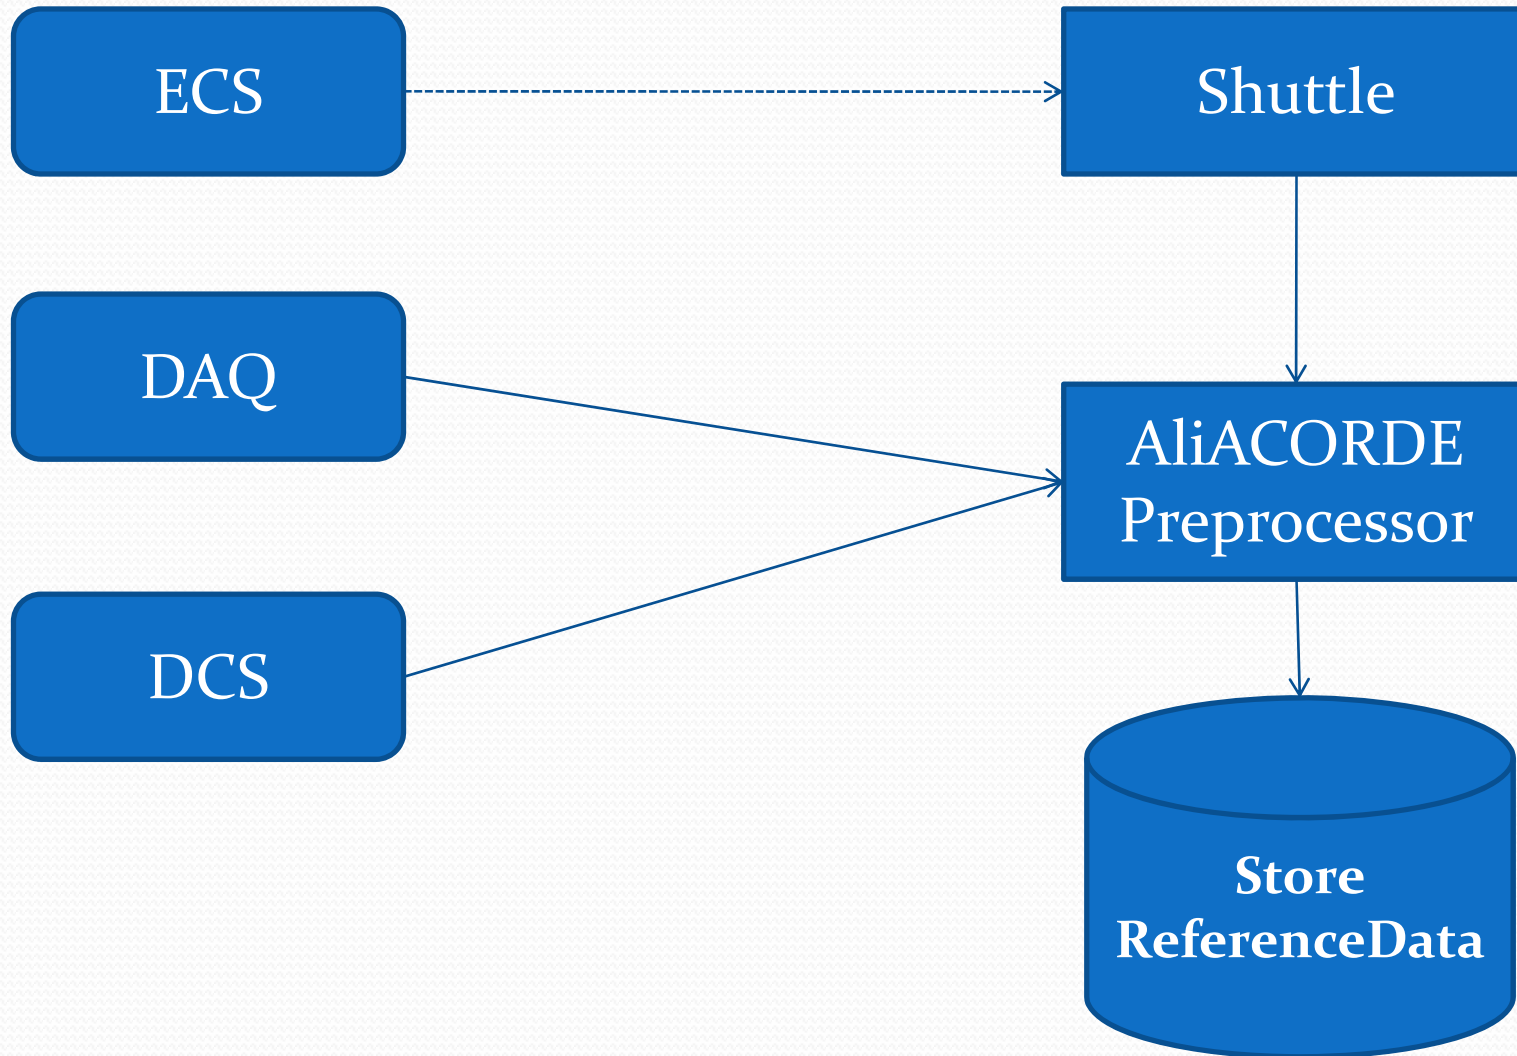 ECS
Shuttle
DAQ
AliACORDE
Preprocessor
DCS
Store
ReferenceData